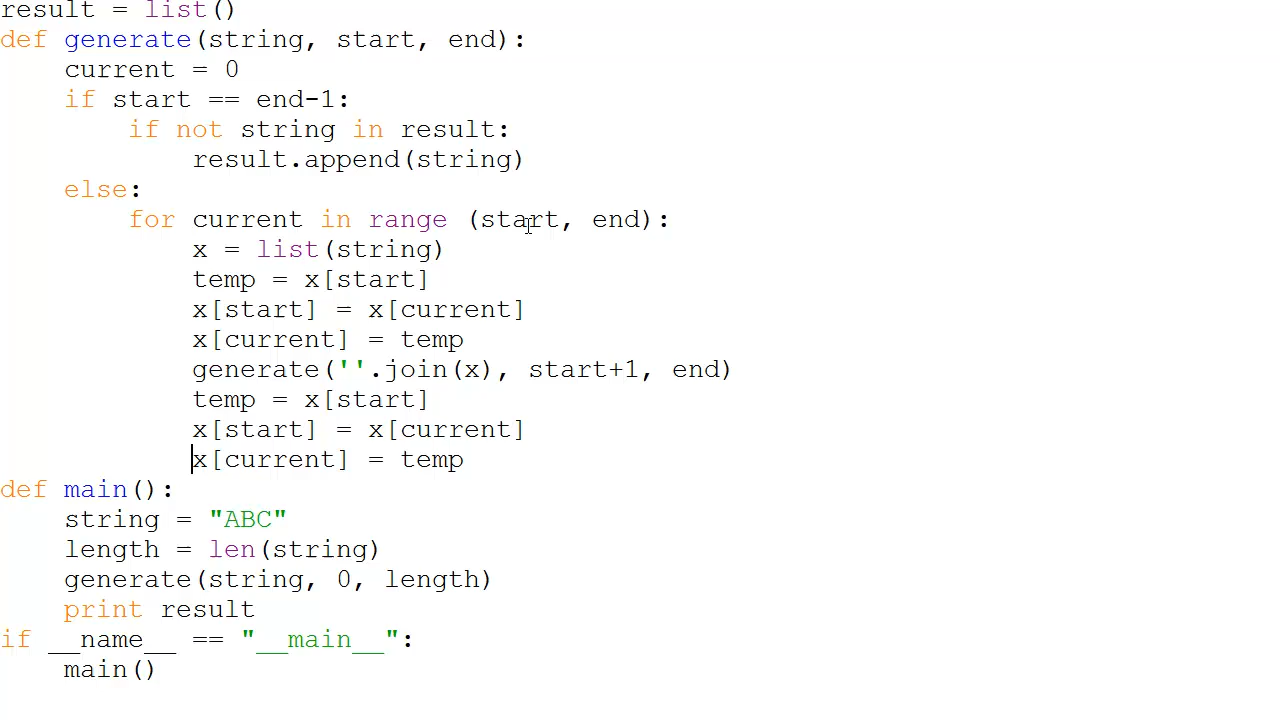 result = list()
def generate(string, start, end):
    current = 0
    if start == end-1:
        if not string in result:
            result.append(string)
    else:
        for current in range (start, end):
            x = list(string)
            temp = x[start]
            x[start] = x[current]
            x[current] = temp
            generate(''.join(x), start+1, end)
            temp = x[start]
            x[start] = x[current]
            x[current] = temp
def main():
    string = "ABC"
    length = len(string)
    generate(string, 0, length)
    print result
if __name__ == "__main__":
    main()